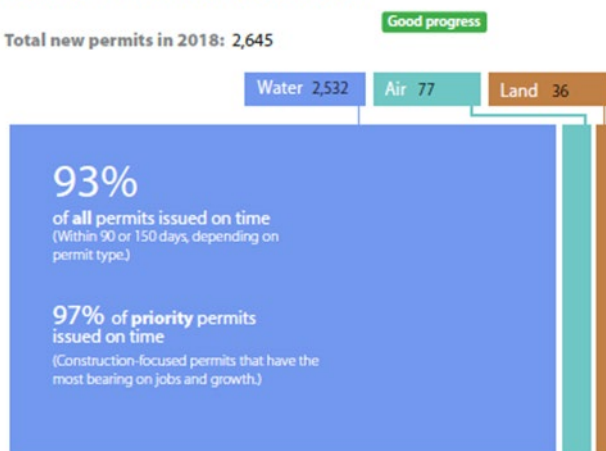 Good progress
Total new permits in 2018: 2,645
Water 2,532
Air 77
Land 36
93%
of all permits issued on time
(Within 90 or 150 days, depending on
permit type.)
97% of priority permits
issued on time
(Construction-focused permits that have the
most bearing on jobs and growth.)